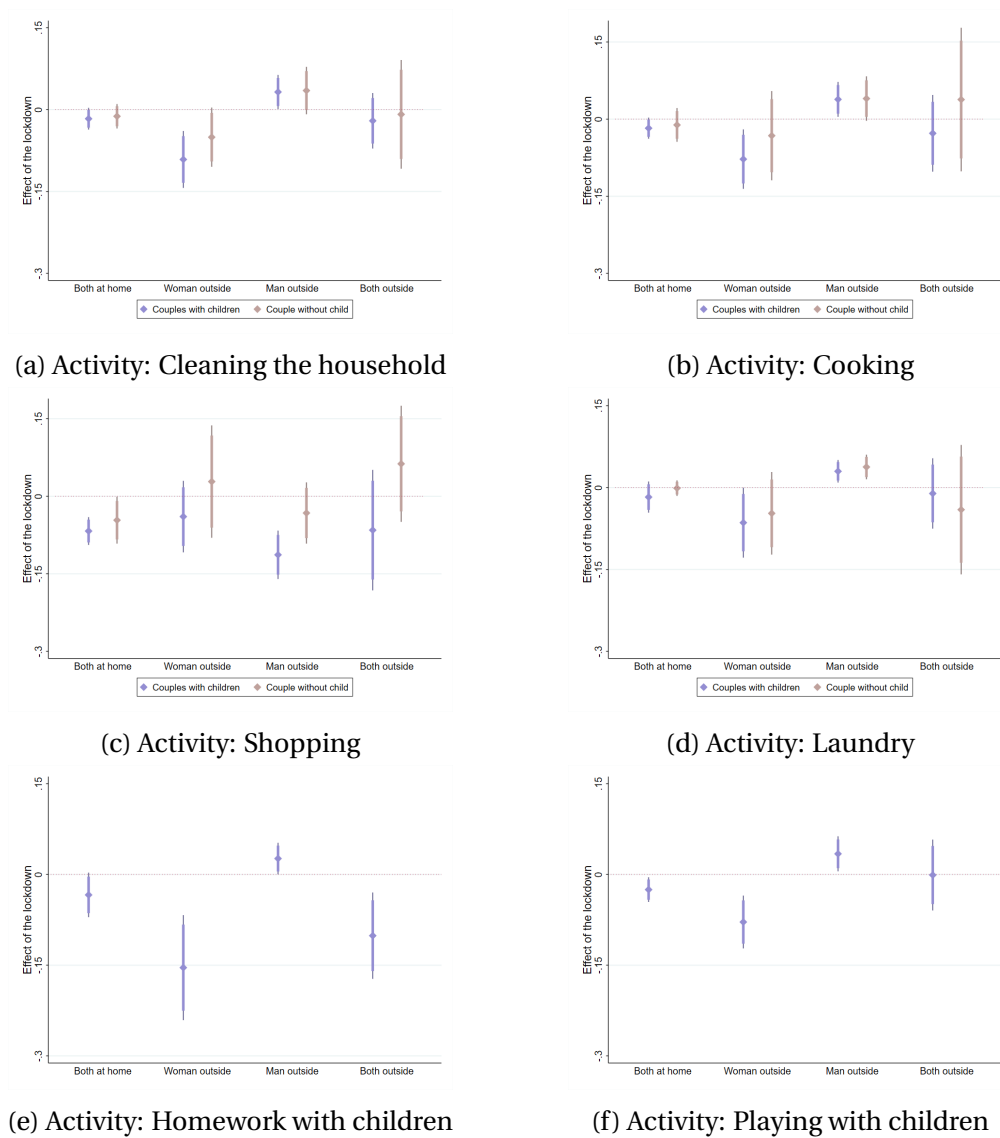 Effect of the lockdown
.15
0
-.15
-.3
Both at home Woman outside Man outside Both outside
Couples with children Couple without child
(a) Activity: Cleaning the household
Effect of the lockdown
.15
0
-.15
-.3
Both at home Woman outside Man outside Both outside
Couples with children Couple without child
(b) Activity: Cooking
Effect of the lockdown
.15
0
-.15
-.3
Both at home Woman outside Man outside Both outside
Couples with children Couple without child
(c) Activity: Shopping
Effect of the lockdown
.15
0
-.15
-.3
Both at home Woman outside Man outside Both outside
Couples with children Couple without child
(d) Activity: Laundry
Effect of the lockdown
.15
0
-.15
-.3
Both at home Woman outside Man outside Both outside
(e) Activity: Homework with children
Effect of the lockdown
.15
0
-.15
-.3
Both at home Woman outside Man outside Both outside
(f) Activity: Playing with children